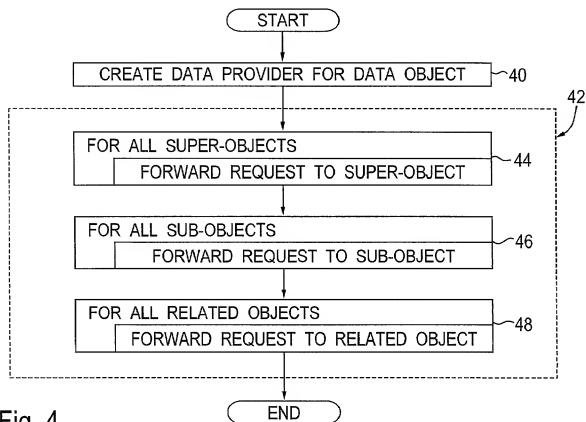 START
CREATE DATA PROVIDER FOR DATA OBJECT
40
42
FOR ALL SUPER-OBJECTS
FORWARD REQUEST TO SUPER-OBJECT
44
FOR ALL SUB-OBJECTS
FORWARD REQUEST TO SUB-OBJECT
46
FOR ALL RELATED OBJECTS
FORWARD REQUEST TO RELATED OBJECT
48
END
Fig. 4